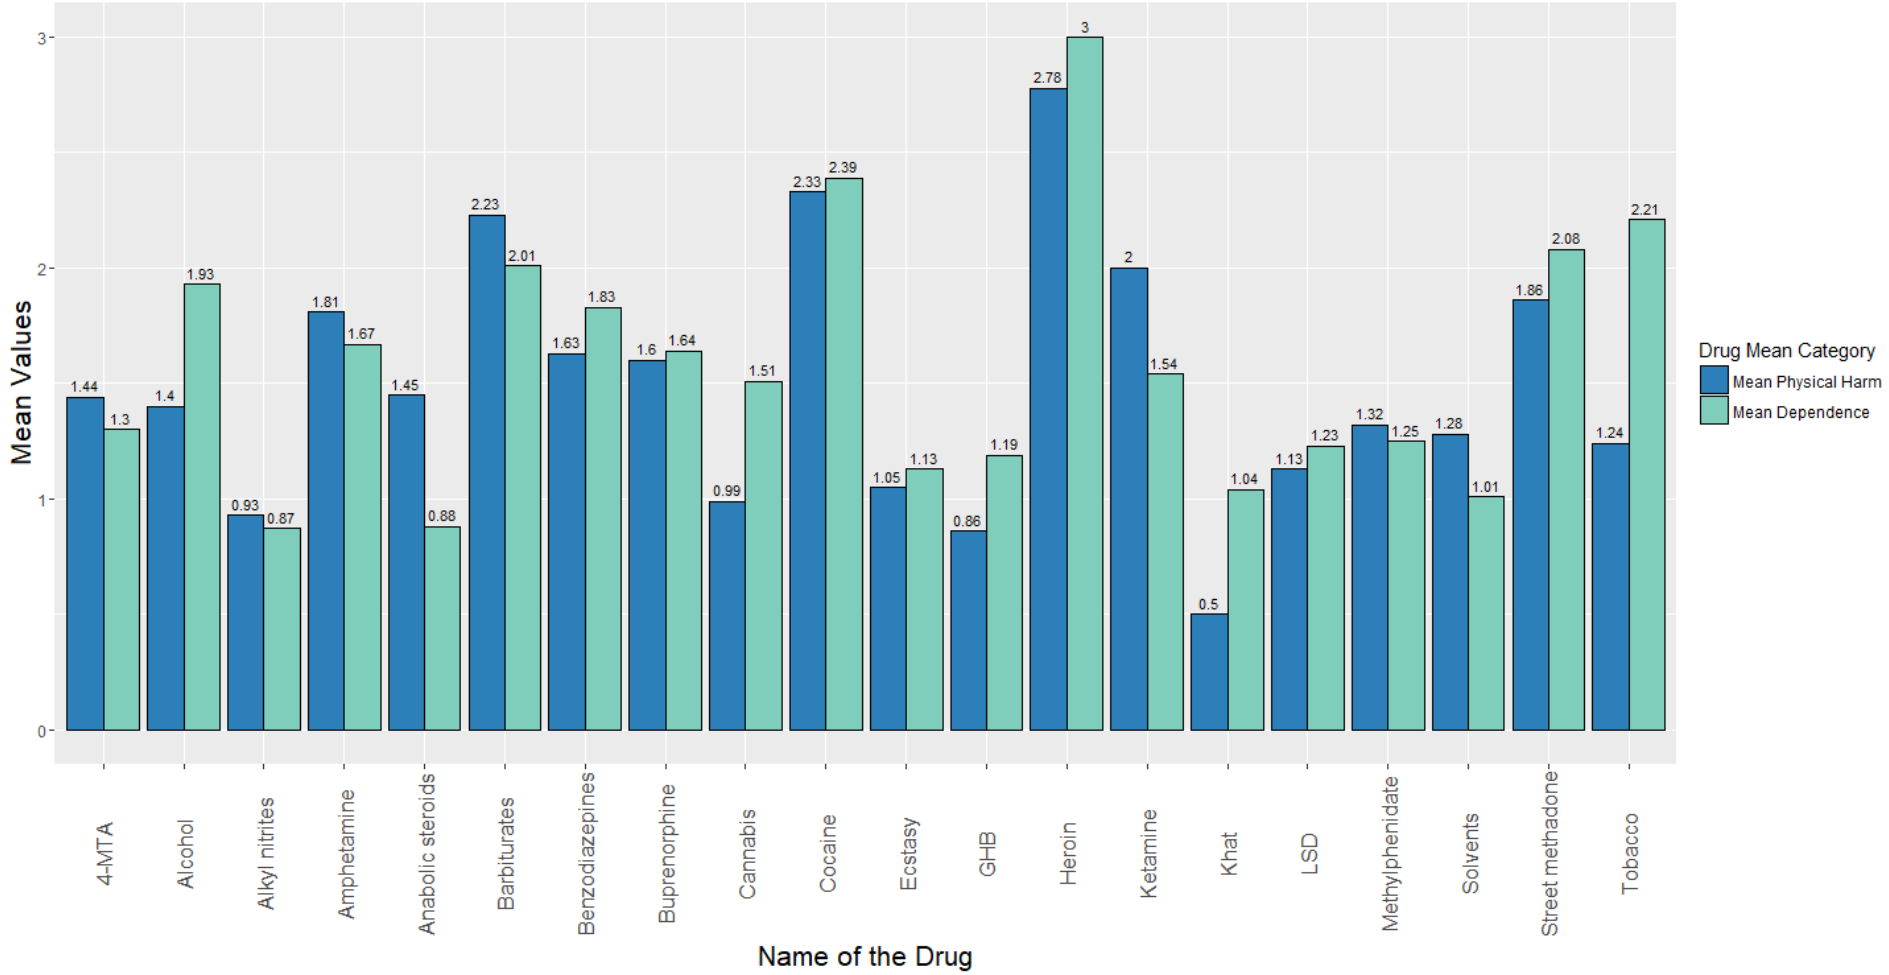 3
2.78
3
2.33
2.39
2.23
2.01
2.21
2.08
1.86
2
1.93
1.81
1.67
1.83
1.63
1.6
1.64
1.54
1.51
1.44
1.3
1.4
1.45
1.32
1.25
1.28
1.24
1.23
1.13
1.19
1.05
1.13
1.04
1.01
0.99
0.93
0.87
0.88
0.86
0.5
2
1
0
Mean Values
Drug Mean Category
Mean Physical Harm
Mean Dependence
4-MTA
Alcohol
Alkyl nitrites
Amphetamine
Anabolic steroids
Barbiturates
Benzodiazepines
Buprenorphine
Cannabis
Cocaine
Ecstasy
GHB
Heroin
Ketamine
Khat
LSD
Methylphenidate
Solvents
Street methadone
Tobacco
Name of the Drug